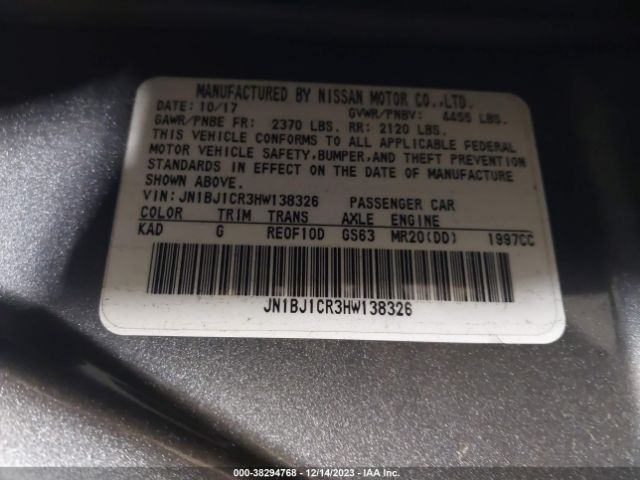 MANUFACTURED BY NISSAN MOTOR CO.,LTD.
DATE: 10/17 GVWR/PNBV: 4455 LBS.
GAWR/PNBE FR: 2370 LBS. RR: 2120 LBS.
THIS VEHICLE CONFORMS TO ALL APPLICABLE FEDERAL
MOTOR VEHICLE SAFETY,BUMPER,AND THEFT PREVENTION
STANDARDS IN EFFECT ON THE DATE OF MANUFACTURE
SHOWN ABOVE.
VIN: JN1BJ1CR3HW138326 PASSENGER CAR
COLOR TRIM TRANS AXLE ENGINE
KAD G RE0F10D GS63 MR20(DD) 1997CC
JN1BJ1CR3HW138326
000-38294768 - 12/14/2023 - IAA Inc.